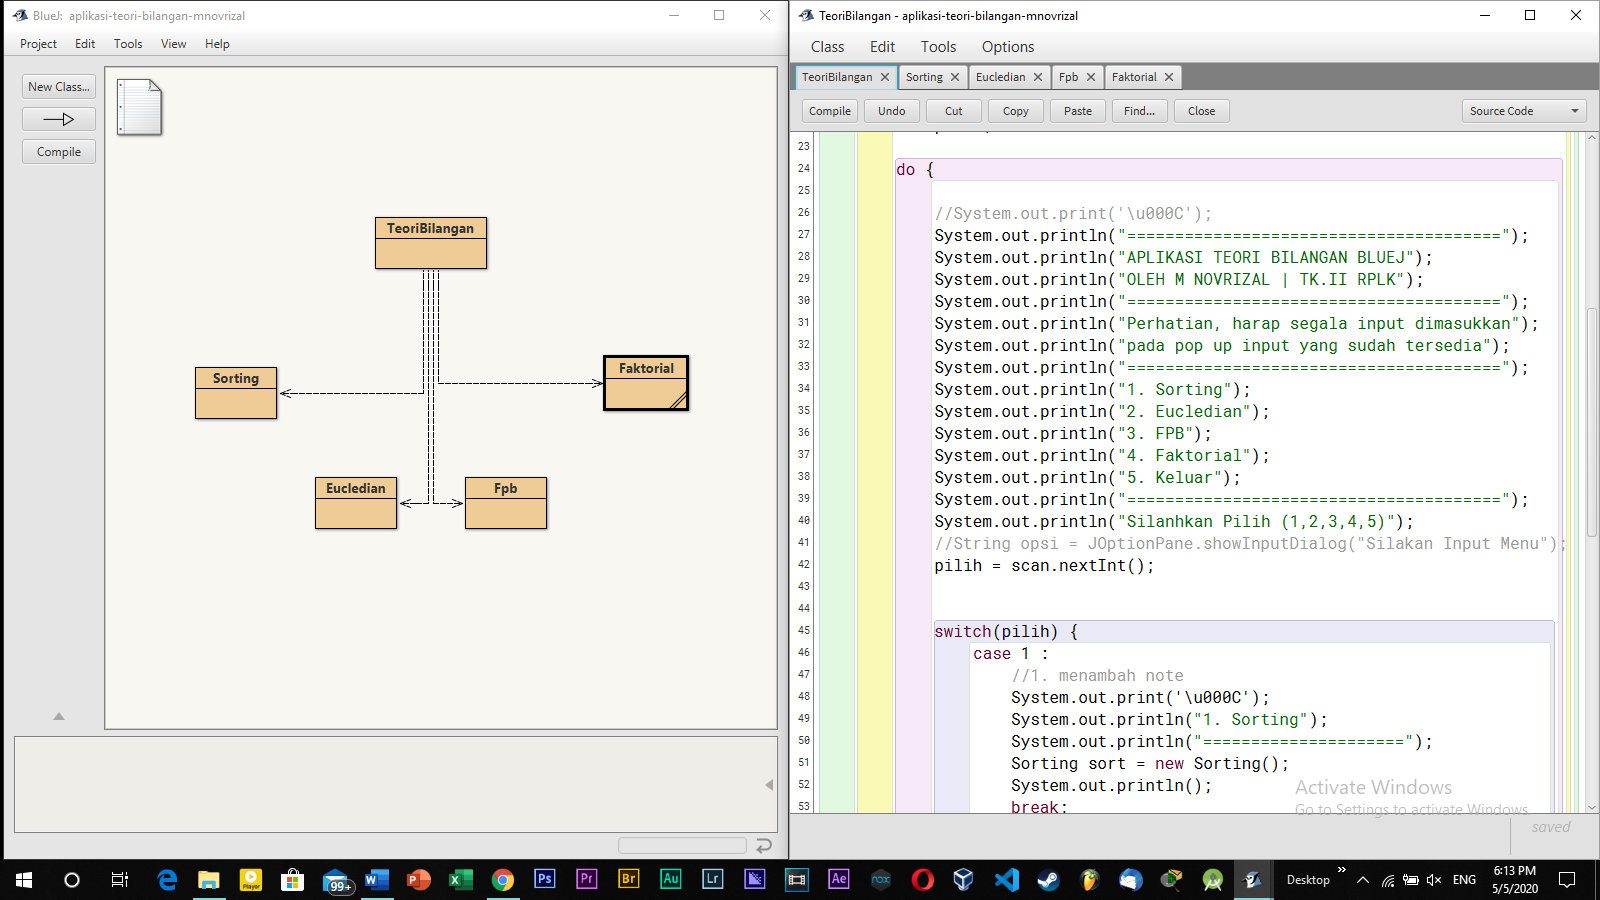 BlueJ: aplikasi-teori-bilangan-mnovrizal
Project Edit Tools View Help
New Class...
Compile
TeoriBilangan
Sorting
Faktorial
Eucledian
Fpb
TeoriBilangan - aplikasi-teori-bilangan-mnovrizal
Class Edit Tools Options
TeoriBilangan Sorting Eucledian Fpb Faktorial
Compile Undo Cut Copy Paste Find... Close Source Code
23
24 do {
25
26 //System.out.print('\u000C');
27 System.out.println("=======================================");
28 System.out.println("APLIKASI TEORI BILANGAN BLUEJ");
29 System.out.println("OLEH M NOVRIZAL | TK.II RPLK");
30 System.out.println("=======================================");
31 System.out.println("Perhatian, harap segala input dimasukkan");
32 System.out.println("pada pop up input yang sudah tersedia");
33 System.out.println("=======================================");
34 System.out.println("1. Sorting");
35 System.out.println("2. Eucledian");
36 System.out.println("3. FPB");
37 System.out.println("4. Faktorial");
38 System.out.println("5. Keluar");
39 System.out.println("=======================================");
40 System.out.println("Silanhkan Pilih (1,2,3,4,5)");
41 //String opsi = JOptionPane.showInputDialog("Silakan Input Menu");
42 pilih = scan.nextInt();
43
44
45 switch(pilih) {
46 case 1 :
47 //1. menambah note
48 System.out.print('\u000C');
49 System.out.println("1. Sorting");
50 System.out.println("=====================");
51 Sorting sort = new Sorting();
52 System.out.println();
53 break;
Activate Windows
Go to Settings to activate Windows.
saved
Player
99+
W P X Ps Pr Br Au Lr Ae nox
Desktop
ENG
6:13 PM
5/5/2020